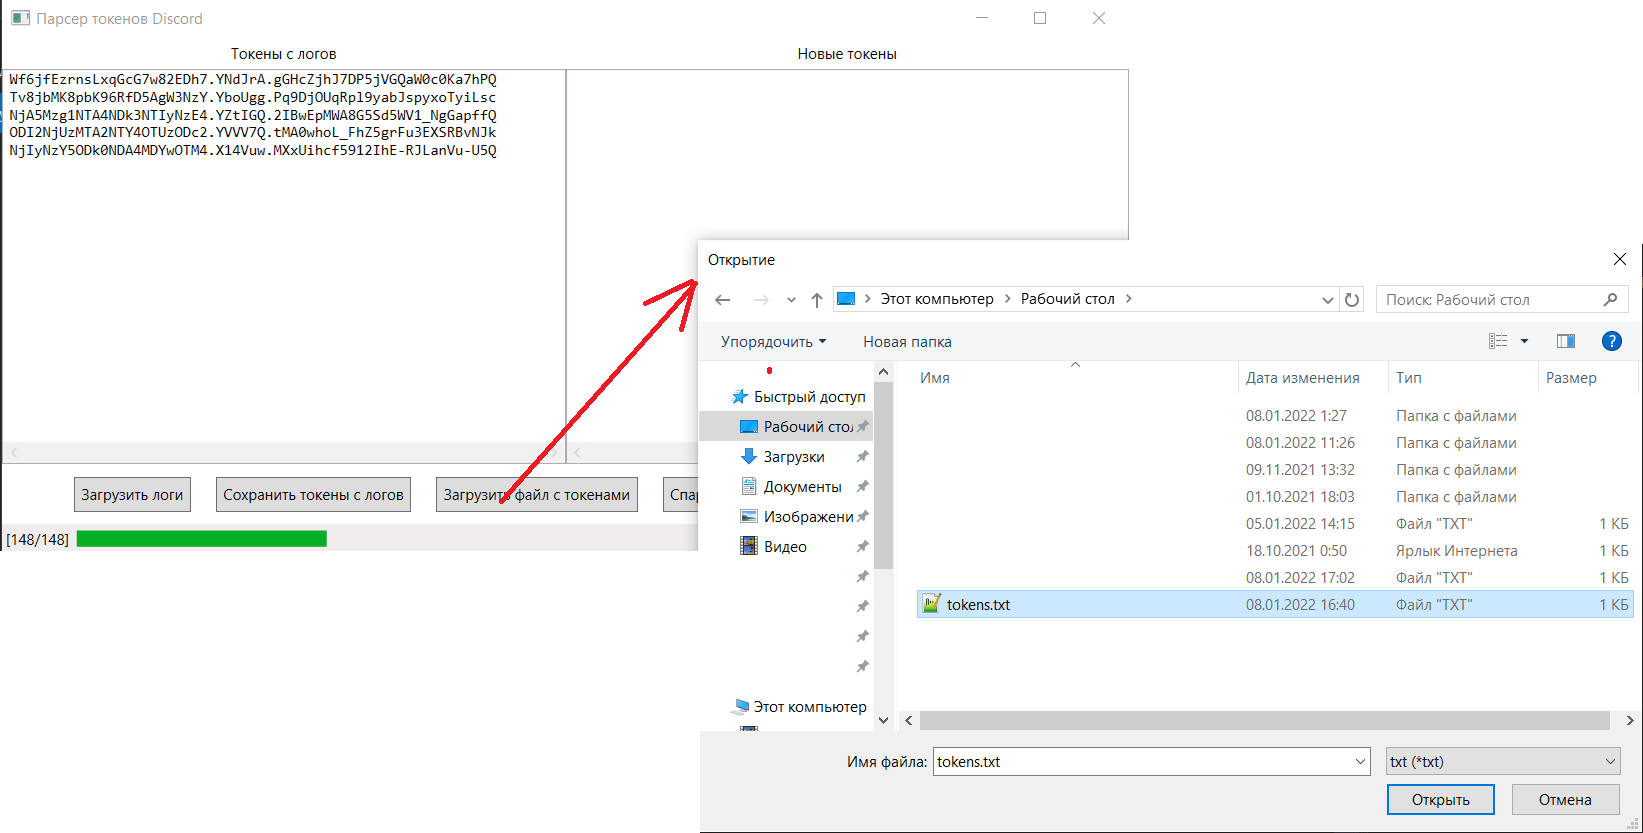 Парсер токенов Discord
Токены с логов
Новые токены
Wf6jfEzrnsLxqGcG7w82EDh7.YNdJrA.gGHcZjhJ7DP5jVGQaW0c0Ka7hPQ
Tv8jbMK8pbK96RfD5AgW3NzY.YboUgg.Pq9DjOUqRpl9yabJspyxoTyiLsc
NjA5Mzg1NTA4NDk3NTIyNzE4.YZtIGQ.2IBwEpMWA8G5Sd5WV1_NgGapffQ
ODI2NjUzMTA2NTY4OTUzODc2.YVVV7Q.tMA0whoL_FhZ5grFu3EXSRBvNJk
NjIyNzY5ODk0NDA4MDYwOTM4.X14Vuw.MXxUihcf5912IhE-RJLanVu-U5Q
Загрузить логи
Сохранить токены с логов
Загрузить файл с токенами
Спар
[148/148]
Открытие
Этот компьютер
Рабочий стол
Поиск: Рабочий стол
Упорядочить
Новая папка
?
Быстрый доступ
Рабочий стол
Загрузки
Документы
Изображени
Видео
Этот компьютер
Имя Дата изменения Тип Размер
08.01.2022 1:27 Папка с файлами
08.01.2022 11:26 Папка с файлами
09.11.2021 13:32 Папка с файлами
01.10.2021 18:03 Папка с файлами
05.01.2022 14:15 Файл "TXT" 1 КБ
18.10.2021 0:50 Ярлык Интернета 1 КБ
08.01.2022 17:02 Файл "TXT" 1 КБ
tokens.txt 08.01.2022 16:40 Файл "TXT" 1 КБ
Имя файла: tokens.txt
txt (*txt)
Открыть
Отмена